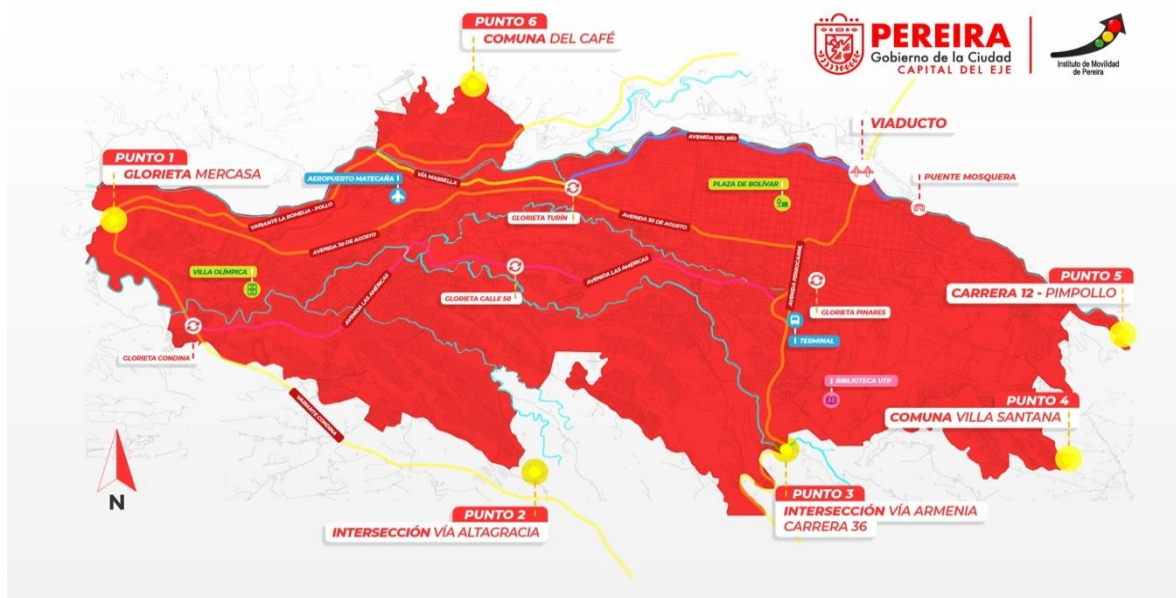 PUNTO 6
COMUNA DEL CAFÉ
PEREIRA
Gobierno de la Ciudad
CAPITAL DEL EJE
Instituto de Movilidad
de Pereira
VIADUCTO
PUNTO 1
GLORIETA MERCASA
AVENIDA DEL RÍO
VÍA MARSELLA
AEROPUERTO MATECAÑA
PLAZA DE BOLÍVAR
PUENTE MOSQUERA
VARIANTE LA ROMELIA - POLLO
GLORIETA TURÍN
AVENIDA 30 DE AGOSTO
AVENIDA 30 DE AGOSTO
VILLA OLÍMPICA
AVENIDA LAS AMÉRICAS
AVENIDA LAS AMÉRICAS
GLORIETA CALLE 50
AVENIDA FERROCARRIL
GLORIETA PINARES
PUNTO 5
CARRERA 12 - PIMPOLLO
TERMINAL
GLORIETA CONDINA
BIBLIOTECA UTP
PUNTO 4
COMUNA VILLA SANTANA
VARIANTE CONDINA
N
PUNTO 2
INTERSECCIÓN VÍA ALTAGRACIA
PUNTO 3
INTERSECCIÓN VÍA ARMENIA
CARRERA 36